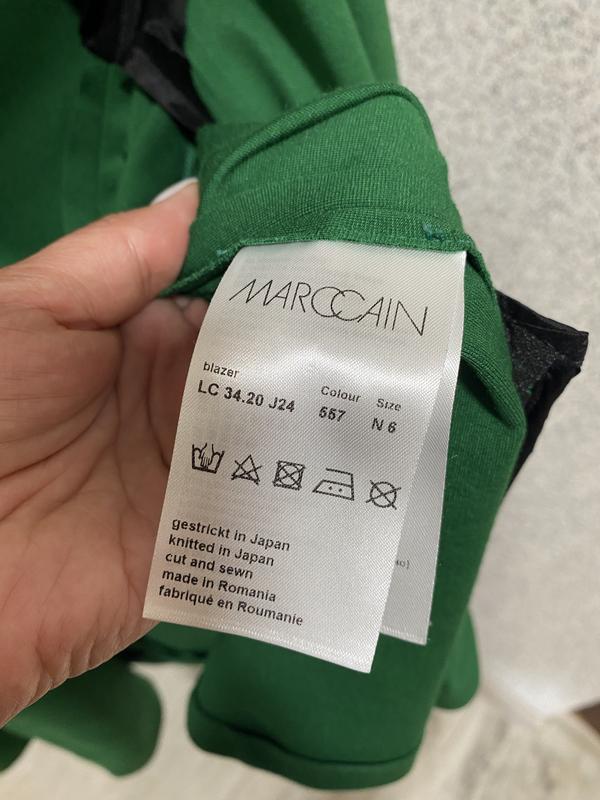 MARCCAIN
blazer
LC 34.20 J24
Colour
557
Size
N 6
gestrickt in Japan
knitted in Japan
cut and sewn
made in Romania
fabriqué en Roumanie